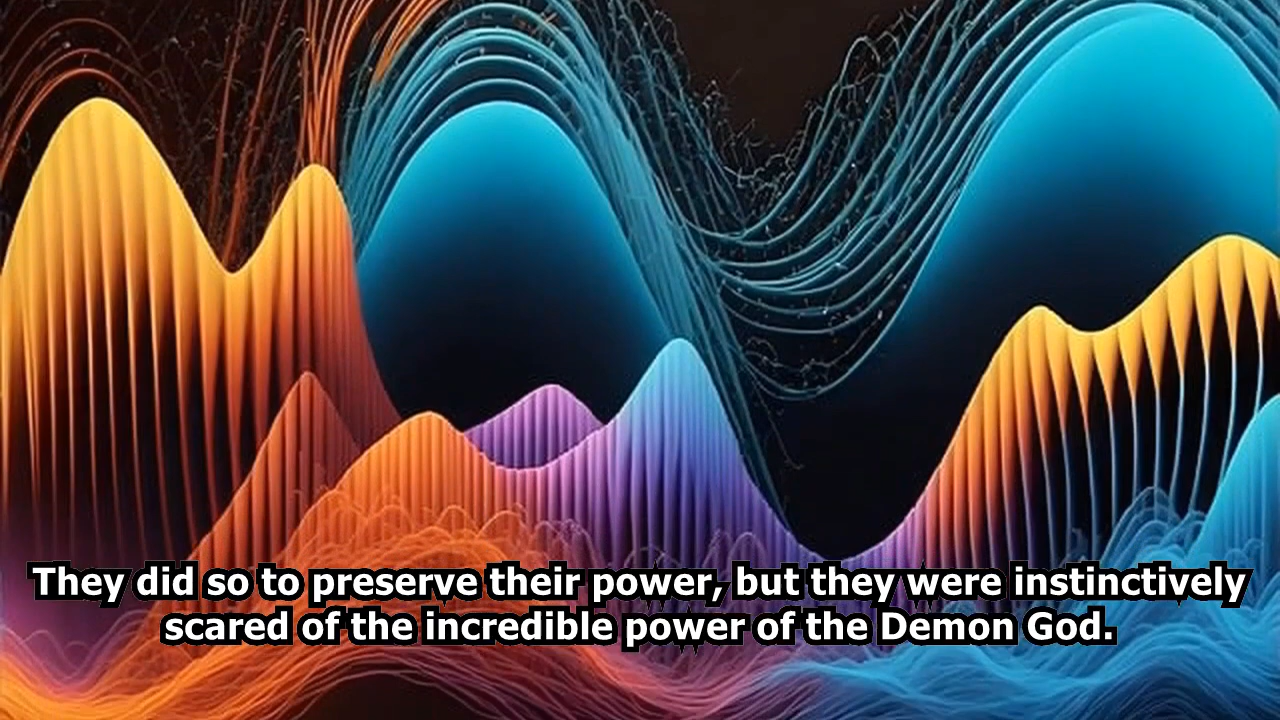 They did so to preserve their power, but they were instinctively
scared of the incredible power of the Demon God.